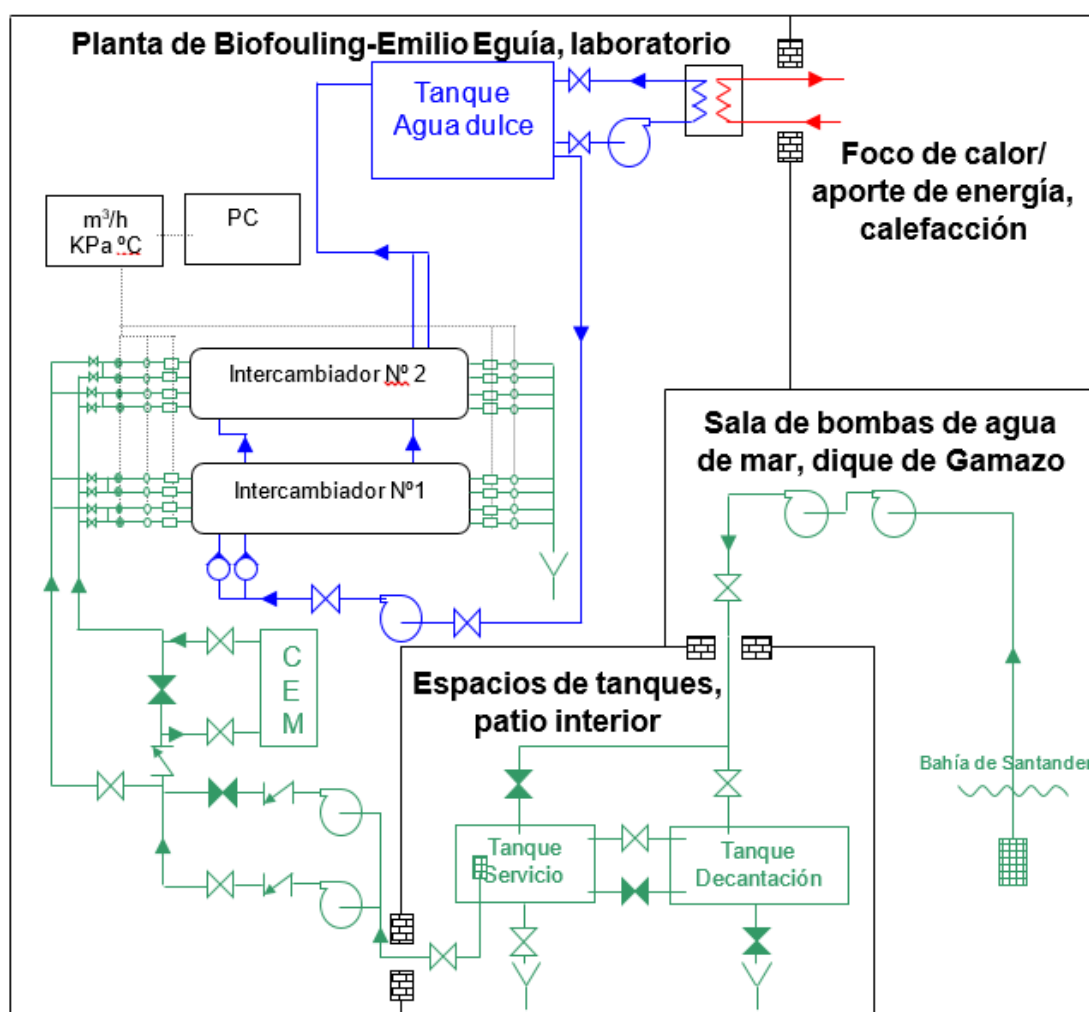 Planta de Biofouling-Emilio Eguía, laboratorio
Tanque
Agua dulce
Foco de calor/
aporte de energía,
calefacción
m³/h
KPa ºC
PC
Intercambiador Nº 2
Intercambiador Nº1
Sala de bombas de agua
de mar, dique de Gamazo
C
E
M
Espacios de tanques,
patio interior
Bahía de Santander
Tanque
Servicio
Tanque
Decantación